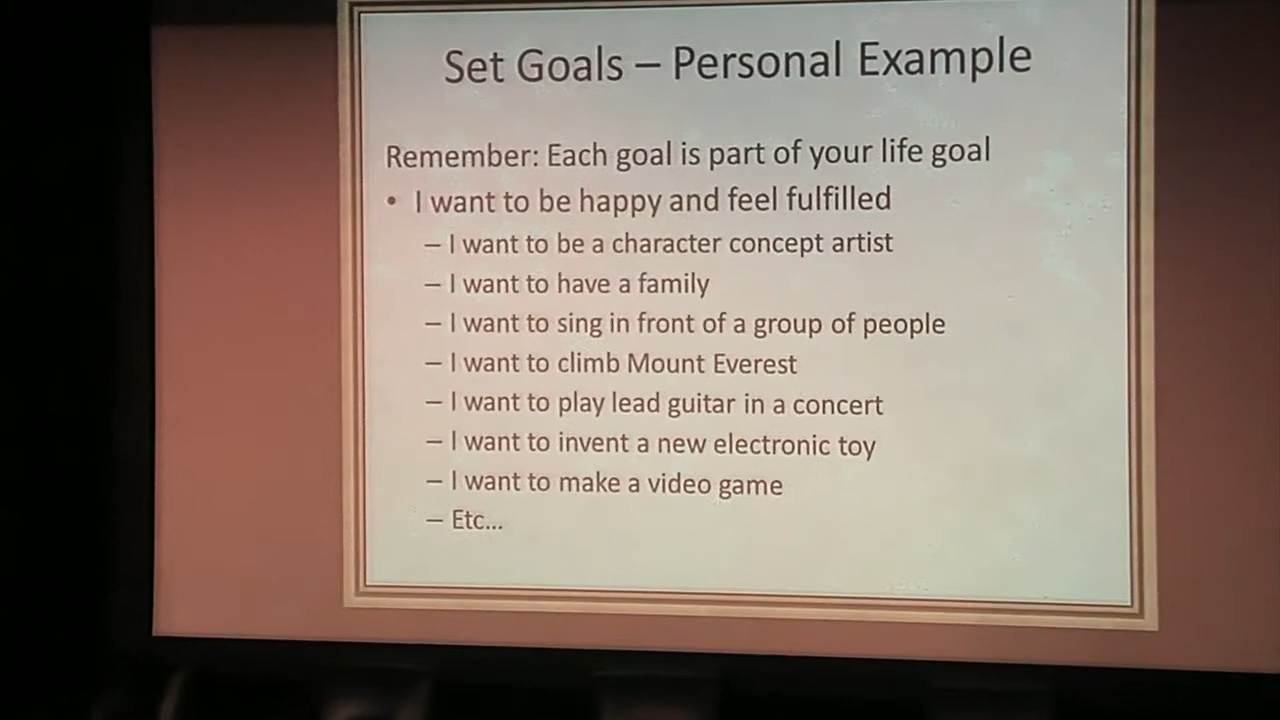 Set Goals – Personal Example
Remember: Each goal is part of your life goal
• I want to be happy and feel fulfilled
– I want to be a character concept artist
– I want to have a family
– I want to sing in front of a group of people
– I want to climb Mount Everest
– I want to play lead guitar in a concert
– I want to invent a new electronic toy
– I want to make a video game
– Etc...